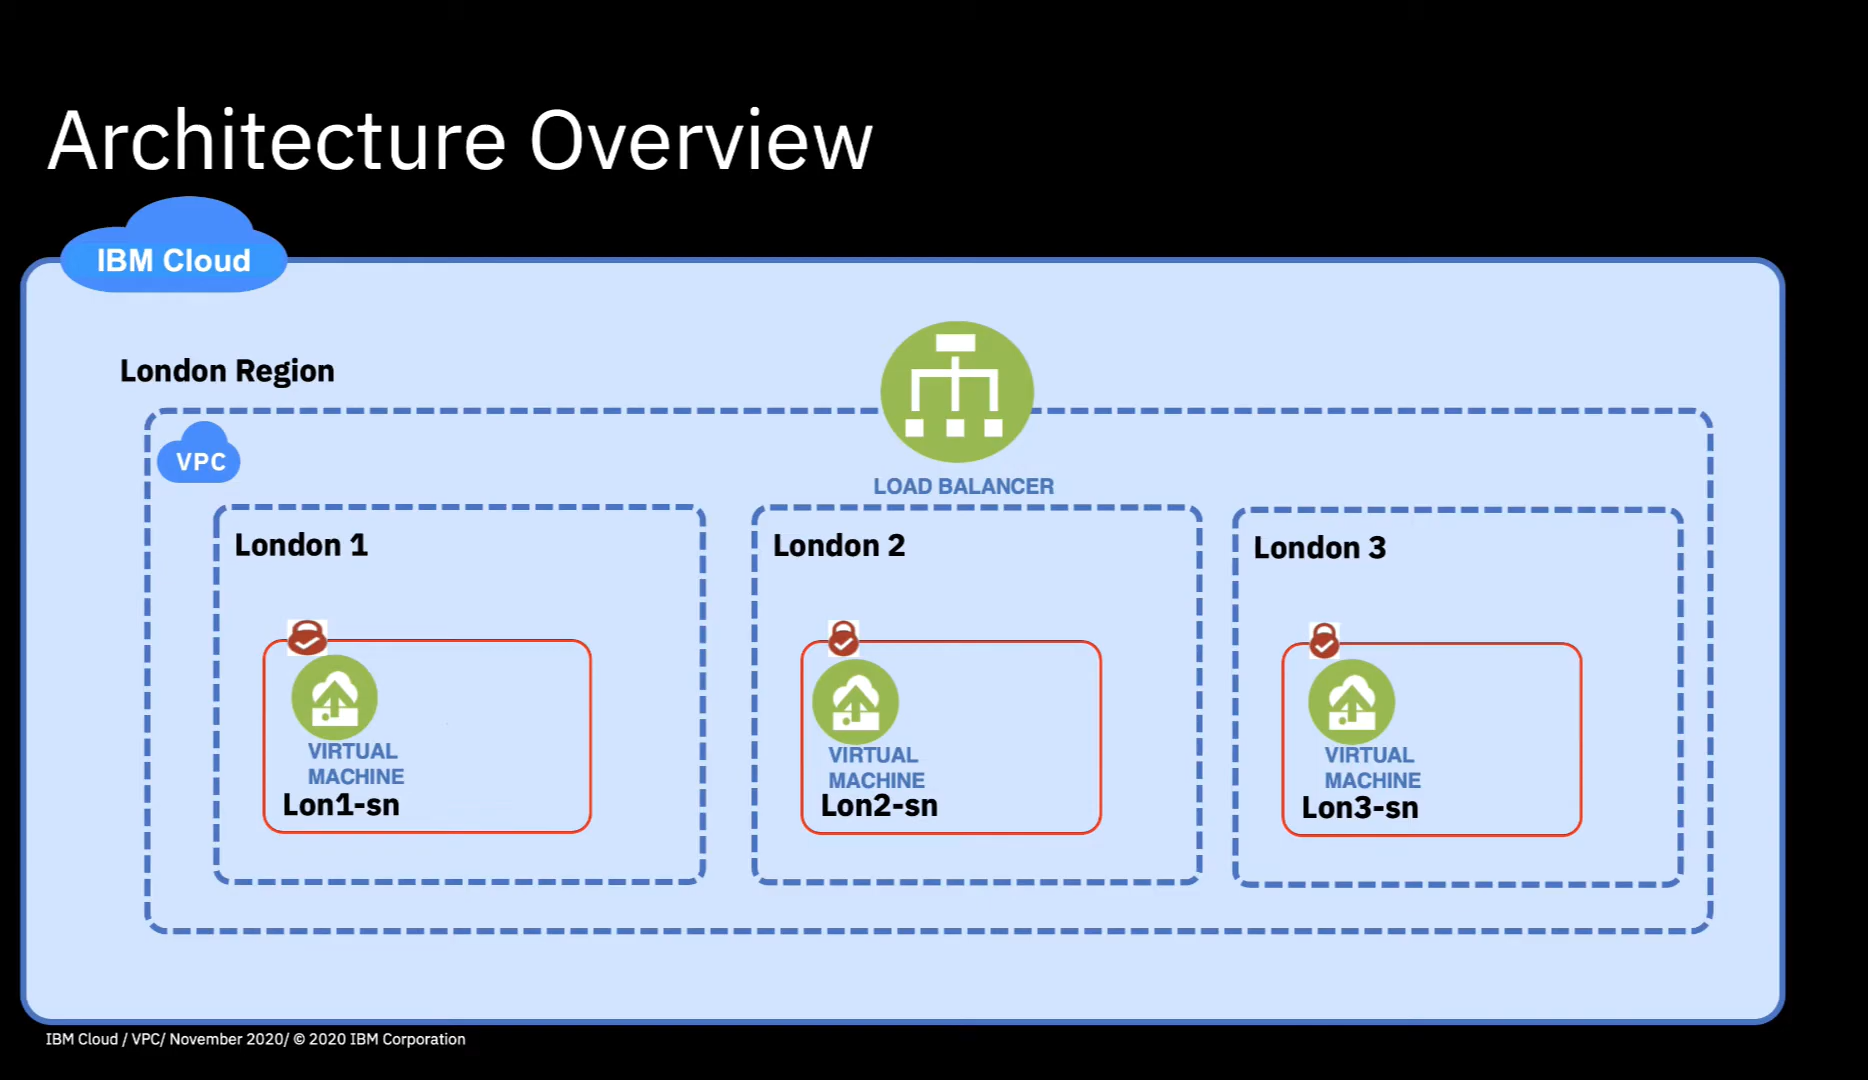 Architecture Overview
IBM Cloud
London Region
VPC
LOAD BALANCER
London 1
London 2
London 3
VIRTUAL
MACHINE
Lon1-sn
VIRTUAL
MACHINE
Lon2-sn
VIRTUAL
MACHINE
Lon3-sn
IBM Cloud / VPC/ November 2020/ © 2020 IBM Corporation